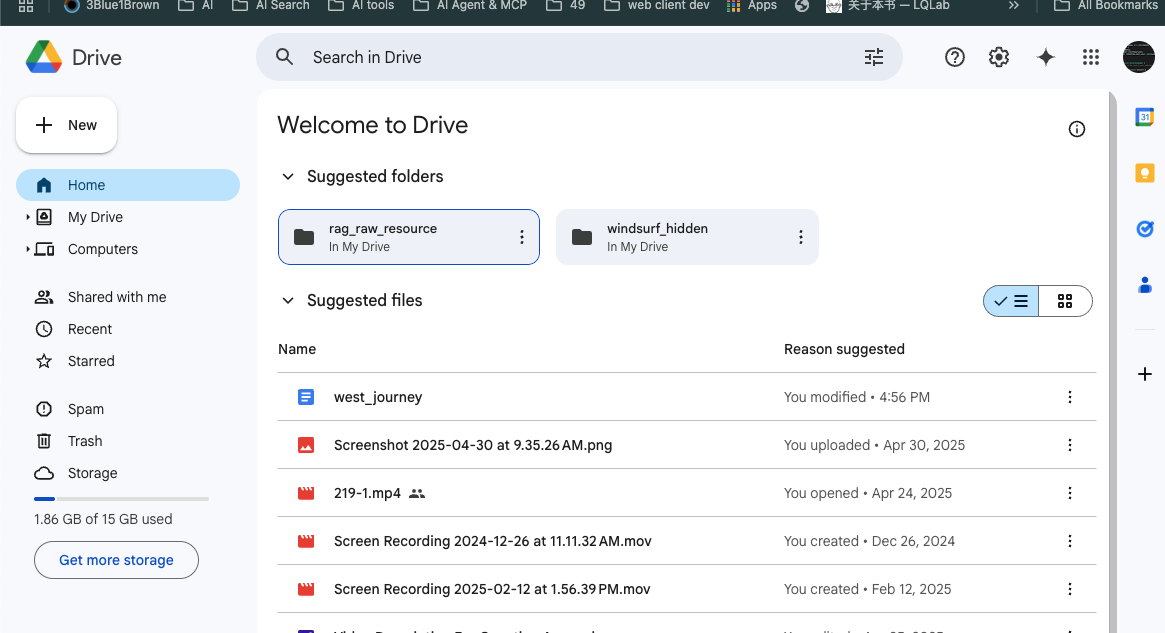 3Blue1Brown AI AI Search AI tools AI Agent & MCP 49 web client dev Apps 关于本书 — LQLab » All Bookmarks
Drive
Search in Drive
New
Home
My Drive
Computers
Shared with me
Recent
Starred
Spam
Trash
Storage
1.86 GB of 15 GB used
Get more storage
Welcome to Drive
Suggested folders
rag_raw_resource
In My Drive
windsurf_hidden
In My Drive
Suggested files
Name Reason suggested
west_journey You modified • 4:56 PM
Screenshot 2025-04-30 at 9.35.26 AM.png You uploaded • Apr 30, 2025
219-1.mp4 You opened • Apr 24, 2025
Screen Recording 2024-12-26 at 11.11.32 AM.mov You created • Dec 26, 2024
Screen Recording 2025-02-12 at 1.56.39 PM.mov You created • Feb 12, 2025
31